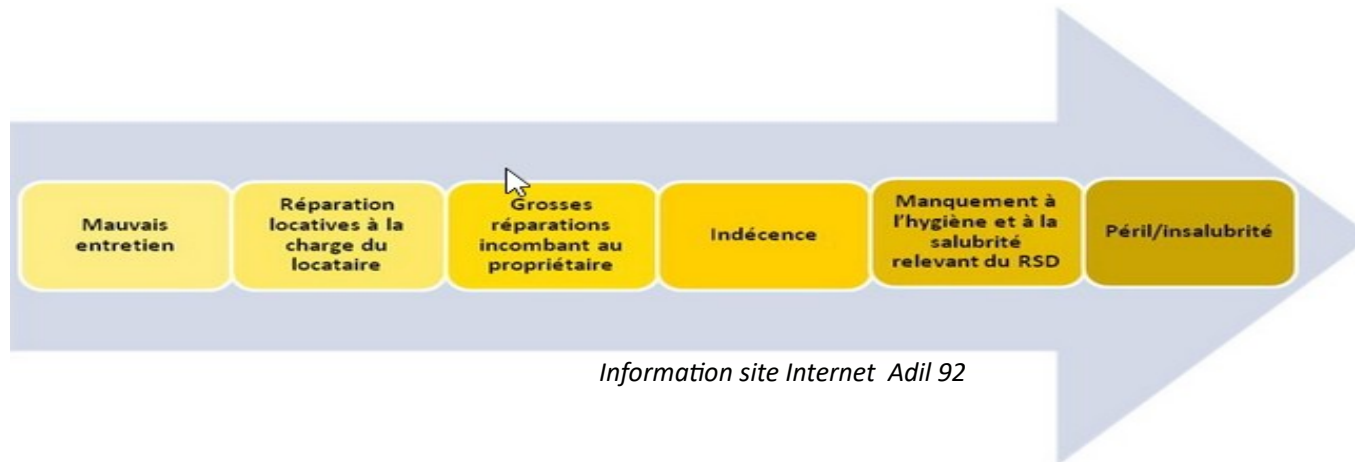 Mauvais
entretien
Réparation
locatives à la
charge du
locataire
Grosses
réparations
incombant au
propriétaire
Indécence
Manquement à
l'hygiène et à la
salubrité
relevant du RSD
Péril/insalubrité
Information site Internet Adil 92